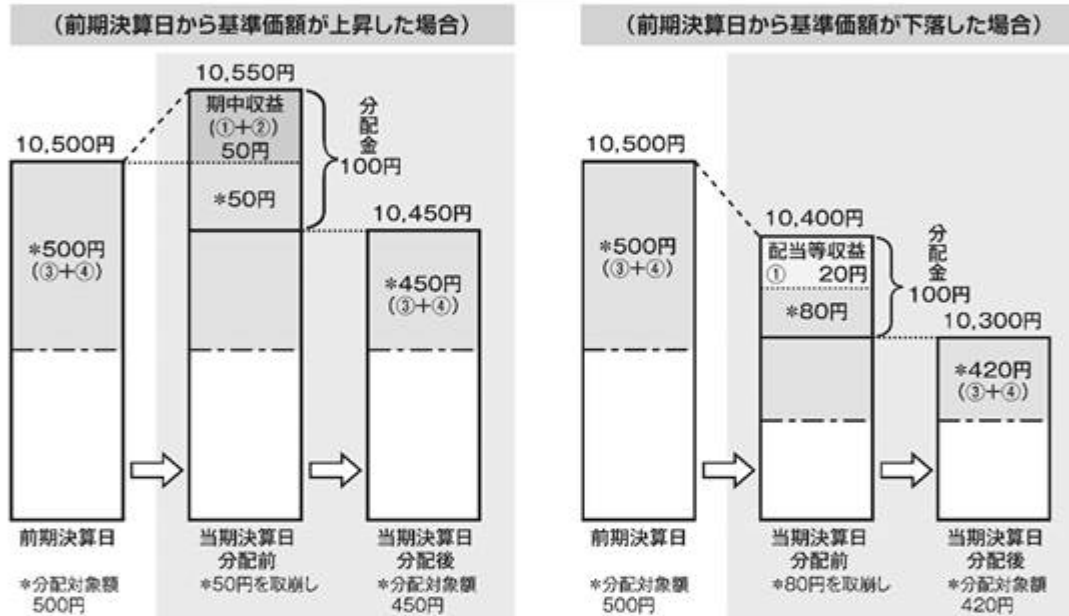 （前期決算日から基準価額が上昇した場合）
10,550円
期中収益
（①＋②）
50円
＊50円
分配金
100円
10,500円
＊500円
（③＋④）
10,450円
＊450円
（③＋④）
前期決算日
当期決算日
分配前
当期決算日
分配後
＊分配対象額
500円
＊50円を取崩し
＊分配対象額
450円
（前期決算日から基準価額が下落した場合）
10,500円
＊500円
（③＋④）
10,400円
配当等収益
① 20円
＊80円
分配金
100円
10,300円
＊420円
（③＋④）
前期決算日
当期決算日
分配前
当期決算日
分配後
＊分配対象額
500円
＊80円を取崩し
＊分配対象額
420円